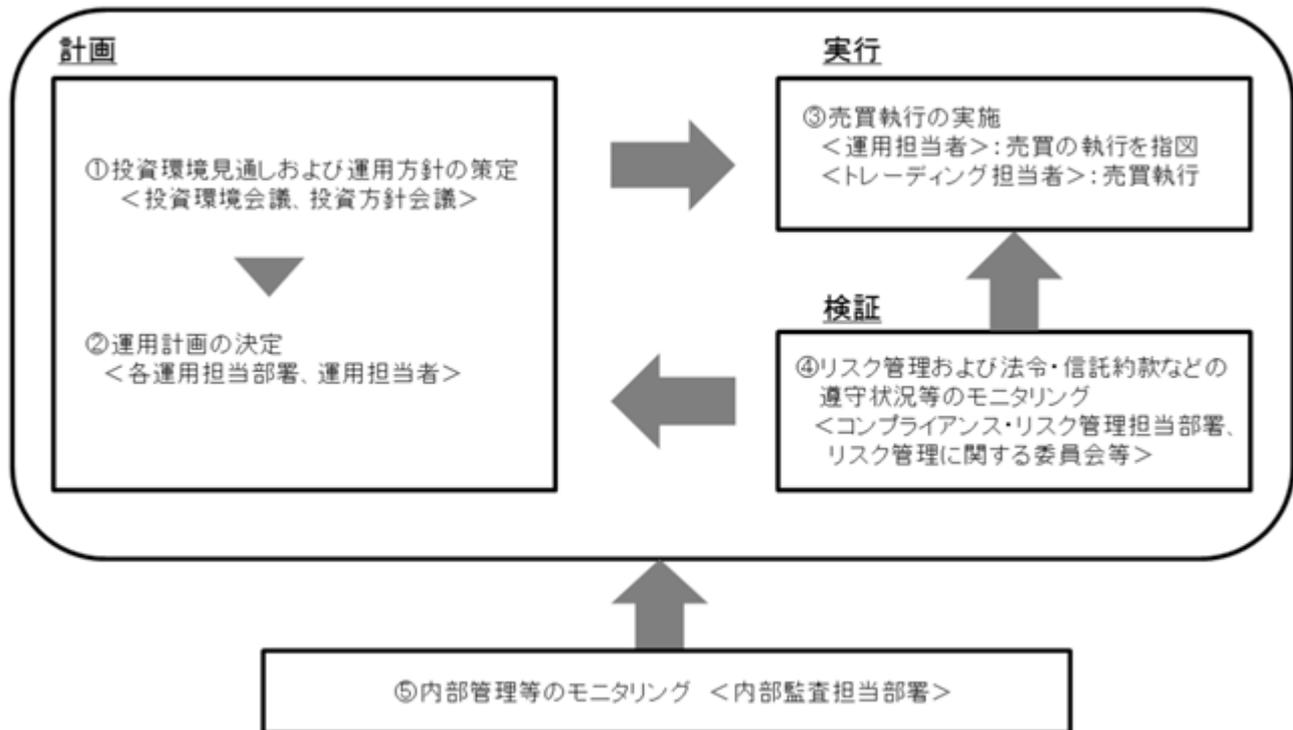 計画
①投資環境見通しおよび運用方針の策定
＜投資環境会議、投資方針会議＞
②運用計画の決定
＜各運用担当部署、運用担当者＞
実行
③売買執行の実施
＜運用担当者＞：売買の執行を指図
＜トレーディング担当者＞：売買執行
検証
④リスク管理および法令・信託約款などの
遵守状況等のモニタリング
＜コンプライアンス・リスク管理担当部署、
リスク管理に関する委員会等＞
⑤内部管理等のモニタリング　＜内部監査担当部署＞